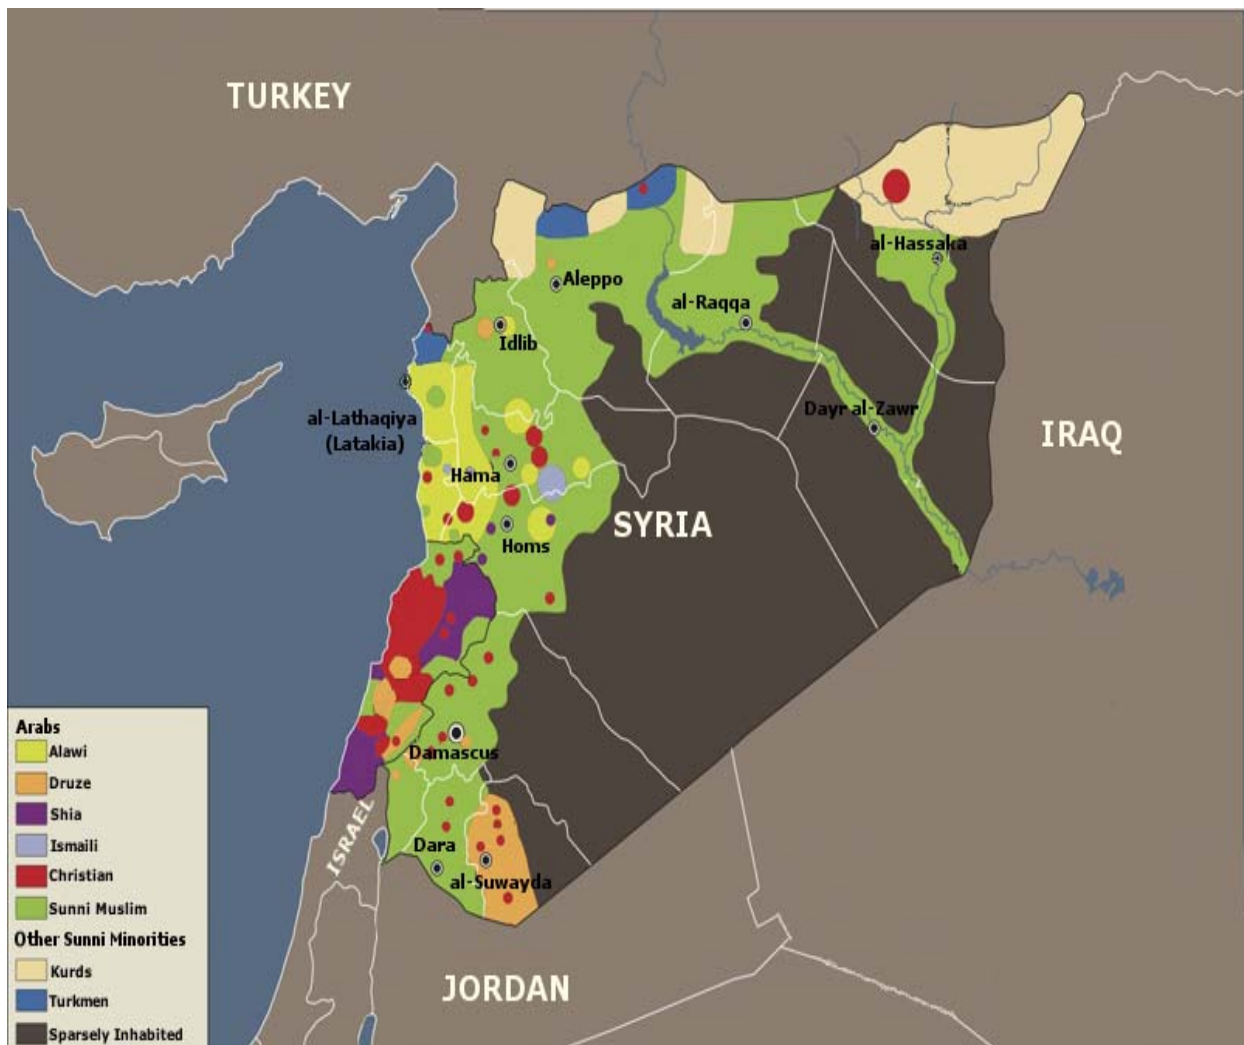 TURKEY
al-Hassaka
Aleppo
al-Raqqa
Idlib
al-Lathaqiya
(Latakia)
Dayr al-Zawr
IRAQ
Hama
SYRIA
Homs
Damascus
ISRAEL
Dara
al-Suwayda
JORDAN
Arabs
Alawi
Druze
Shia
Ismaili
Christian
Sunni Muslim
Other Sunni Minorities
Kurds
Turkmen
Sparsely Inhabited